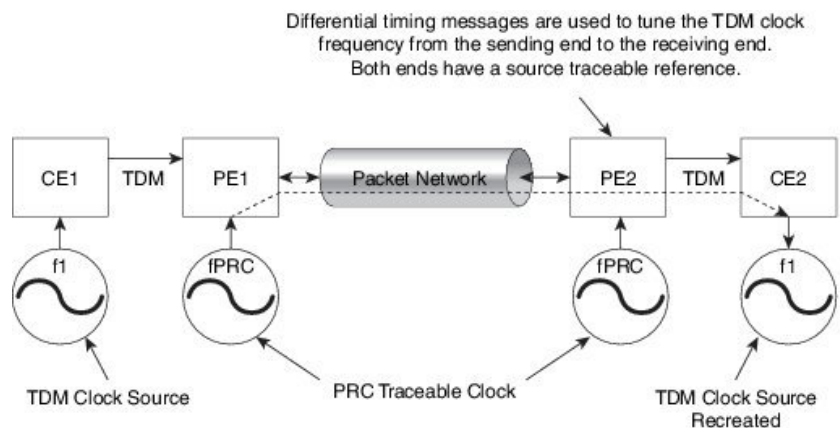 Differential timing messages are used to tune the TDM clock
frequency from the sending end to the receiving end.
Both ends have a source traceable reference.
CE1
TDM
PE1
Packet Network
PE2
TDM
CE2
f1
fPRC
fPRC
f1
TDM Clock Source
PRC Traceable Clock
TDM Clock Source
Recreated